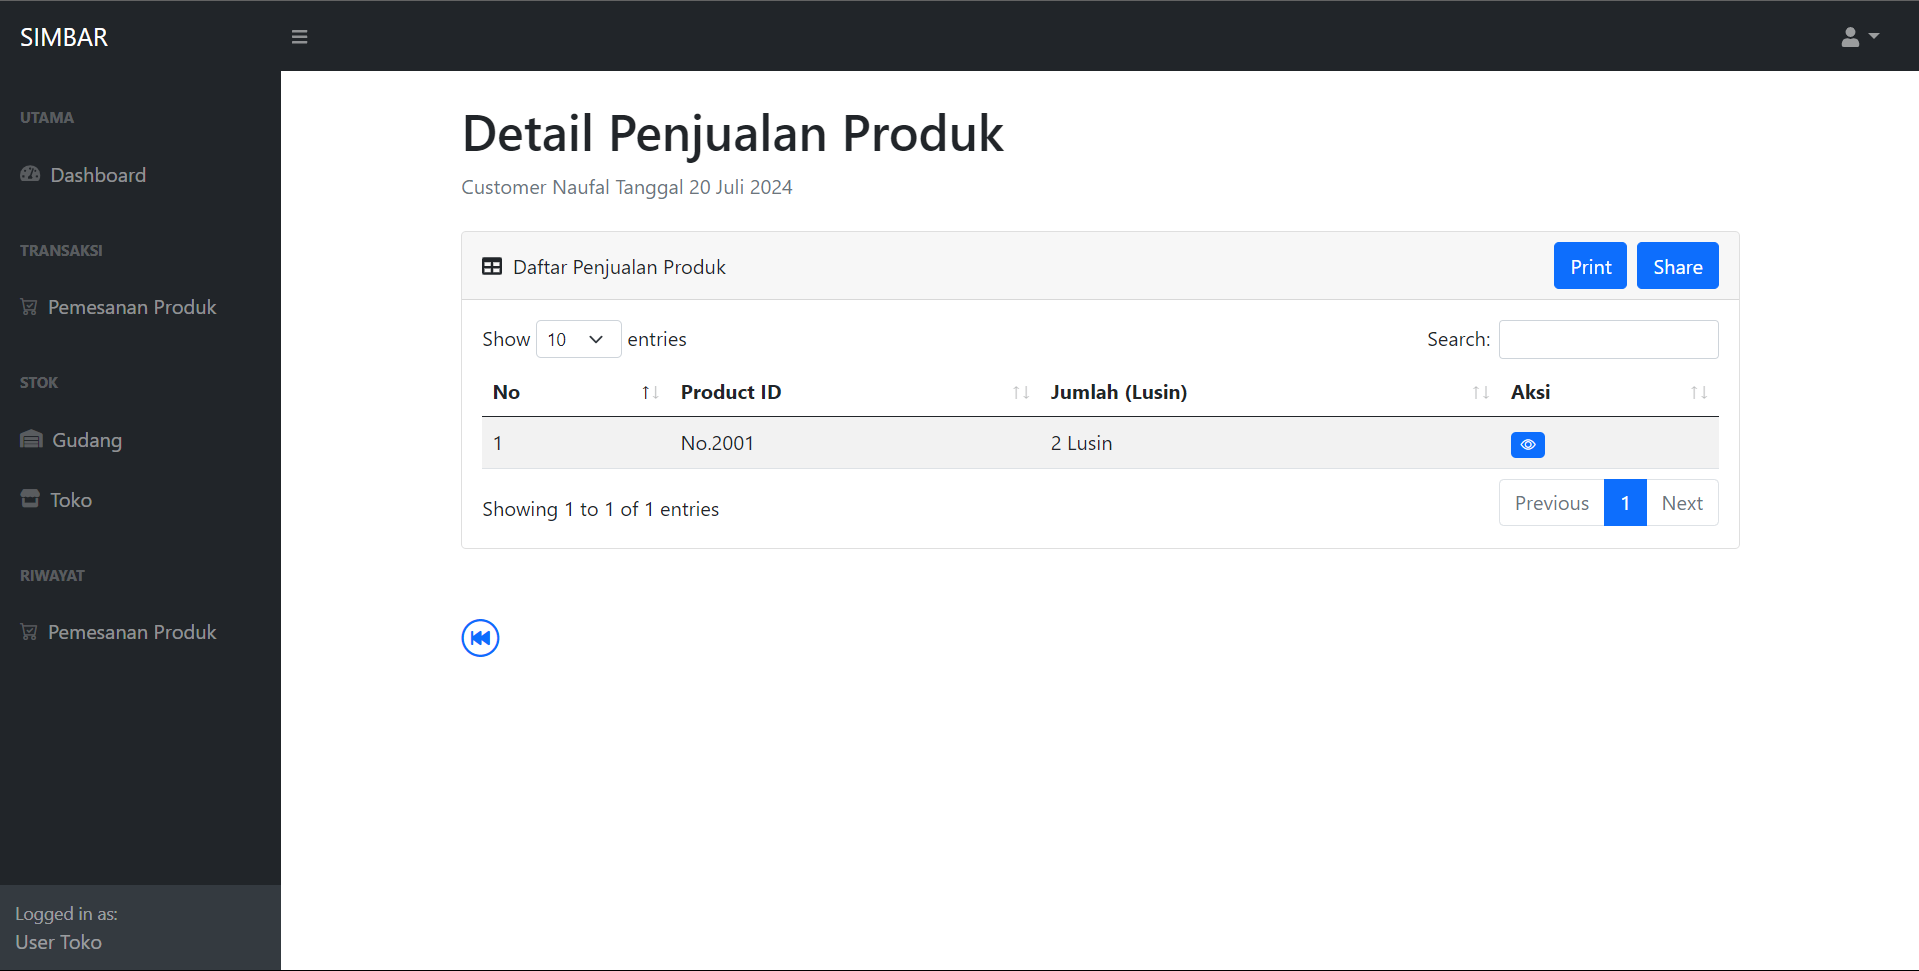 SIMBAR
UTAMA
Dashboard
TRANSAKSI
Pemesanan Produk
STOK
Gudang
Toko
RIWAYAT
Pemesanan Produk
Logged in as:
User Toko
Detail Penjualan Produk
Customer Naufal Tanggal 20 Juli 2024
Daftar Penjualan Produk Print Share
Show 10 entries Search:
No Product ID Jumlah (Lusin) Aksi
1 No.2001 2 Lusin
Showing 1 to 1 of 1 entries Previous 1 Next